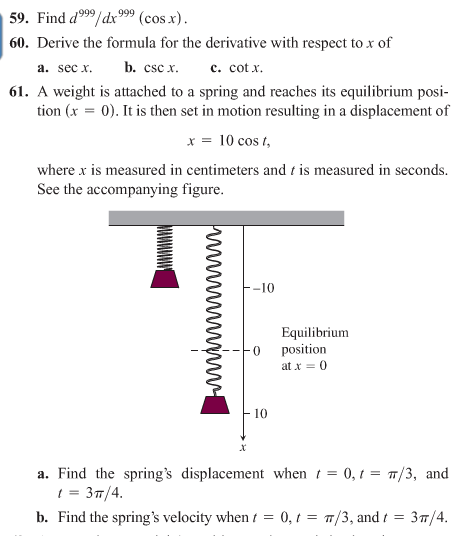 59. Find d⁹⁹⁹/dx⁹⁹⁹ (cos x).
60. Derive the formula for the derivative with respect to x of
a. sec x. b. csc x. c. cot x.
61. A weight is attached to a spring and reaches its equilibrium posi-
tion (x = 0). It is then set in motion resulting in a displacement of
x = 10 cos t,
where x is measured in centimeters and t is measured in seconds.
See the accompanying figure.
–10
Equilibrium
0 position
at x = 0
10
x
a. Find the spring's displacement when t = 0, t = π/3, and
t = 3π/4.
b. Find the spring's velocity when t = 0, t = π/3, and t = 3π/4.